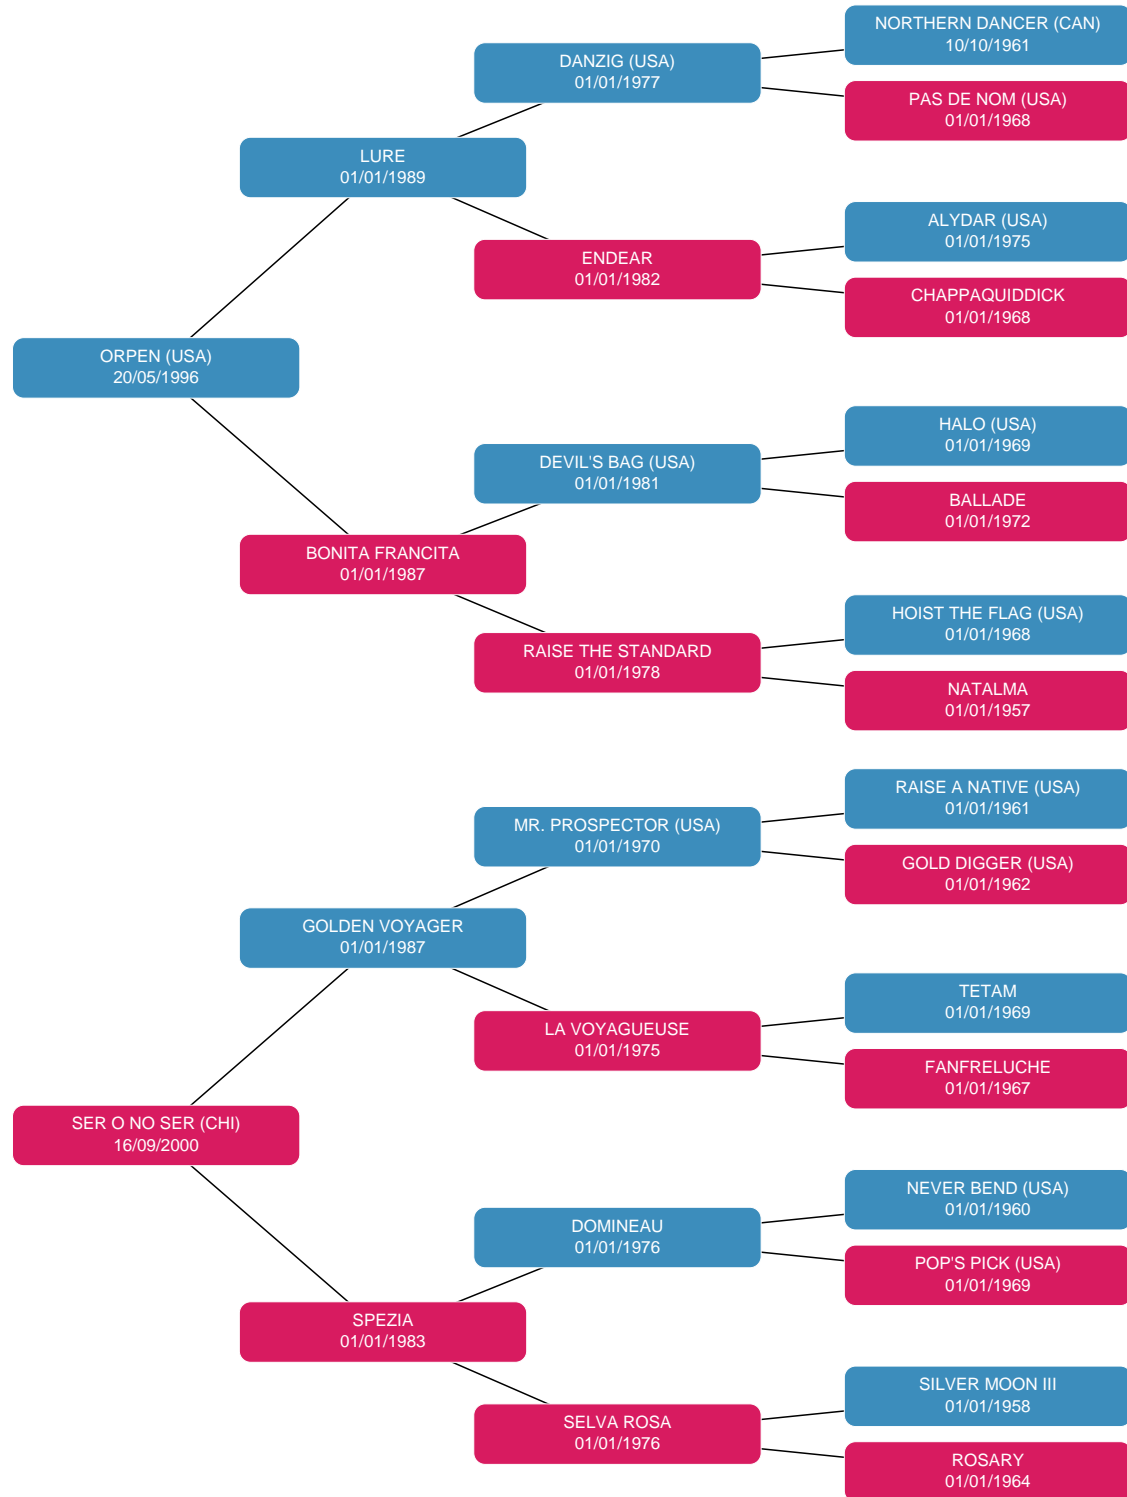 NORTHERN DANCER (CAN)
10/10/1961
DANZIG (USA)
01/01/1977
PAS DE NOM (USA)
01/01/1968
LURE
01/01/1989
ALYDAR (USA)
01/01/1975
ENDEAR
01/01/1982
CHAPPAQUIDDICK
01/01/1968
ORPEN (USA)
20/05/1996
HALO (USA)
01/01/1969
DEVIL'S BAG (USA)
01/01/1981
BALLADE
01/01/1972
BONITA FRANCITA
01/01/1987
HOIST THE FLAG (USA)
01/01/1968
RAISE THE STANDARD
01/01/1978
NATALMA
01/01/1957
RAISE A NATIVE (USA)
01/01/1961
MR. PROSPECTOR (USA)
01/01/1970
GOLD DIGGER (USA)
01/01/1962
GOLDEN VOYAGER
01/01/1987
TETAM
01/01/1969
LA VOYAGUEUSE
01/01/1975
FANFRELUCHE
01/01/1967
SER O NO SER (CHI)
16/09/2000
NEVER BEND (USA)
01/01/1960
DOMINEAU
01/01/1976
POP'S PICK (USA)
01/01/1969
SPEZIA
01/01/1983
SILVER MOON III
01/01/1958
SELVA ROSA
01/01/1976
ROSARY
01/01/1964